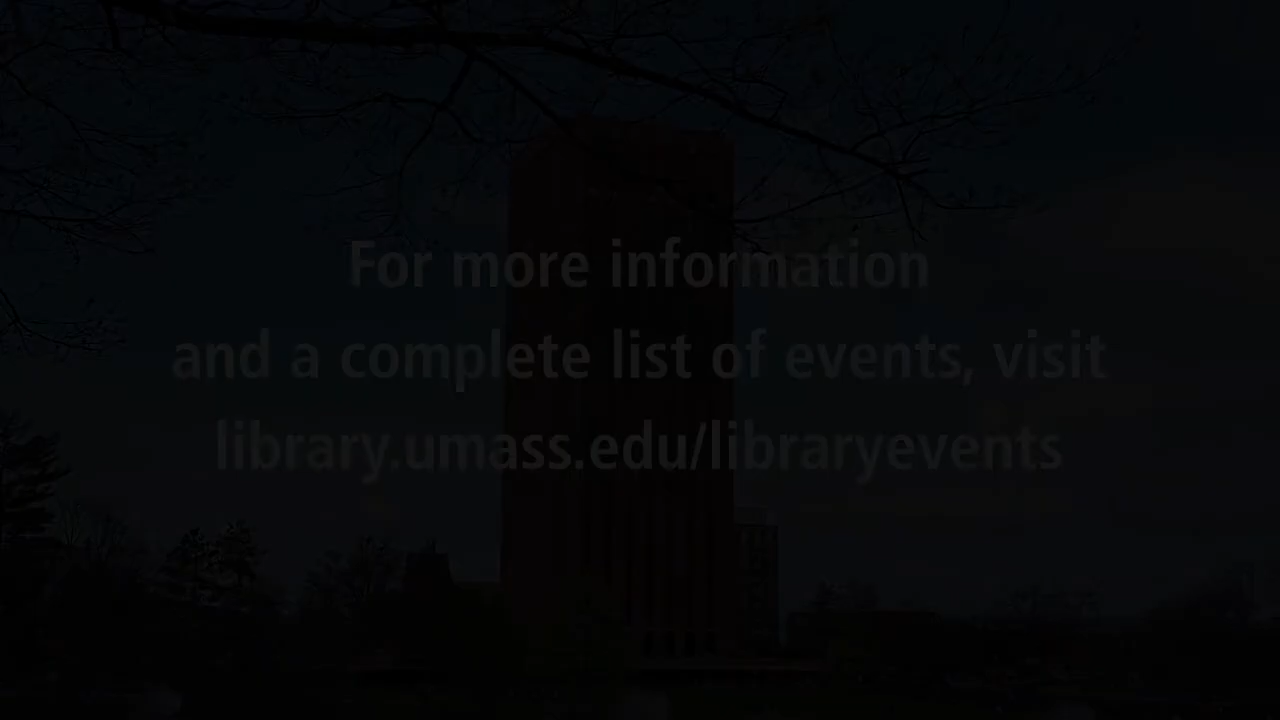 For more information
and a complete list of events, visit
library.umass.edu/libraryevents